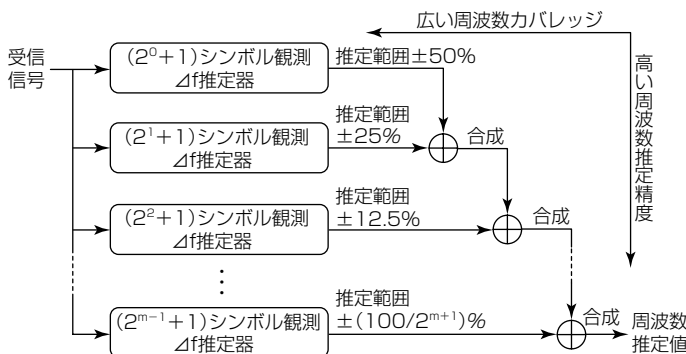 広い周波数カバレッジ
受信
信号
(2⁰+1)シンボル観測
⊿f推定器
推定範囲±50%
高い周波数推定精度
(2¹+1)シンボル観測
⊿f推定器
推定範囲
±25%
合成
(2²+1)シンボル観測
⊿f推定器
推定範囲
±12.5%
合成
⋮
(2ᵐ⁻¹+1)シンボル観測
⊿f推定器
推定範囲
±(100/2ᵐ⁺¹)%
合成
周波数
推定値